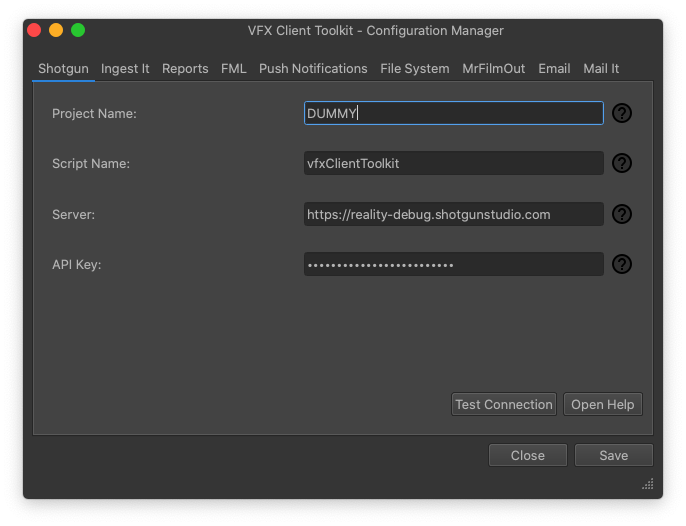 VFX Client Toolkit - Configuration Manager
Shotgun Ingest It Reports FML Push Notifications File System MrFilmOut Email Mail It
Project Name: DUMMY ?
Script Name: vfxClientToolkit ?
Server: https://reality-debug.shotgunstudio.com ?
API Key: ••••••••••••••••••••••••• ?
Test Connection Open Help
Close Save